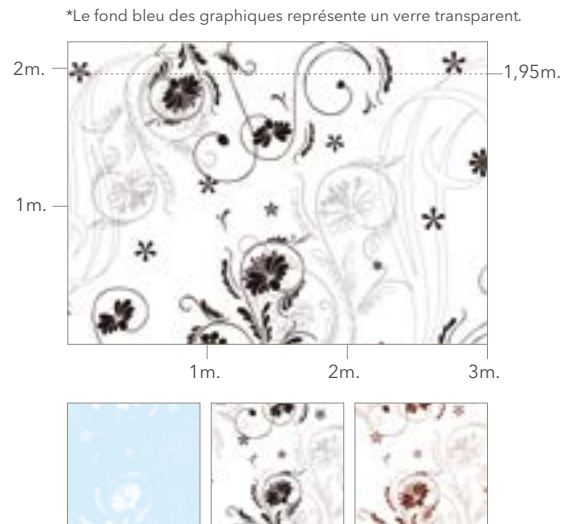 *Le fond bleu des graphiques représente un verre transparent.
2m.
1,95m.
1m.
1m.
2m.
3m.